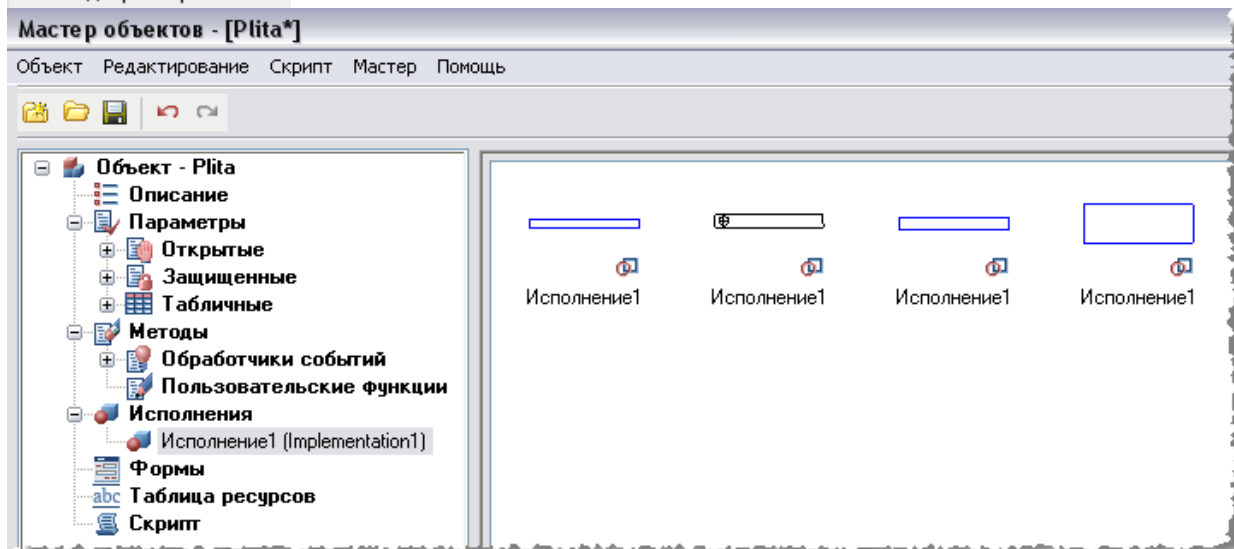 Мастер объектов - [Plita*]
Объект Редактирование Скрипт Мастер Помощь
Объект - Plita
Описание
Параметры
Открытые
Защищенные
Табличные
Методы
Обработчики событий
Пользовательские функции
Исполнения
Исполнение1 (Implementation1)
Формы
abc Таблица ресурсов
Скрипт
Исполнение1 Исполнение1 Исполнение1 Исполнение1